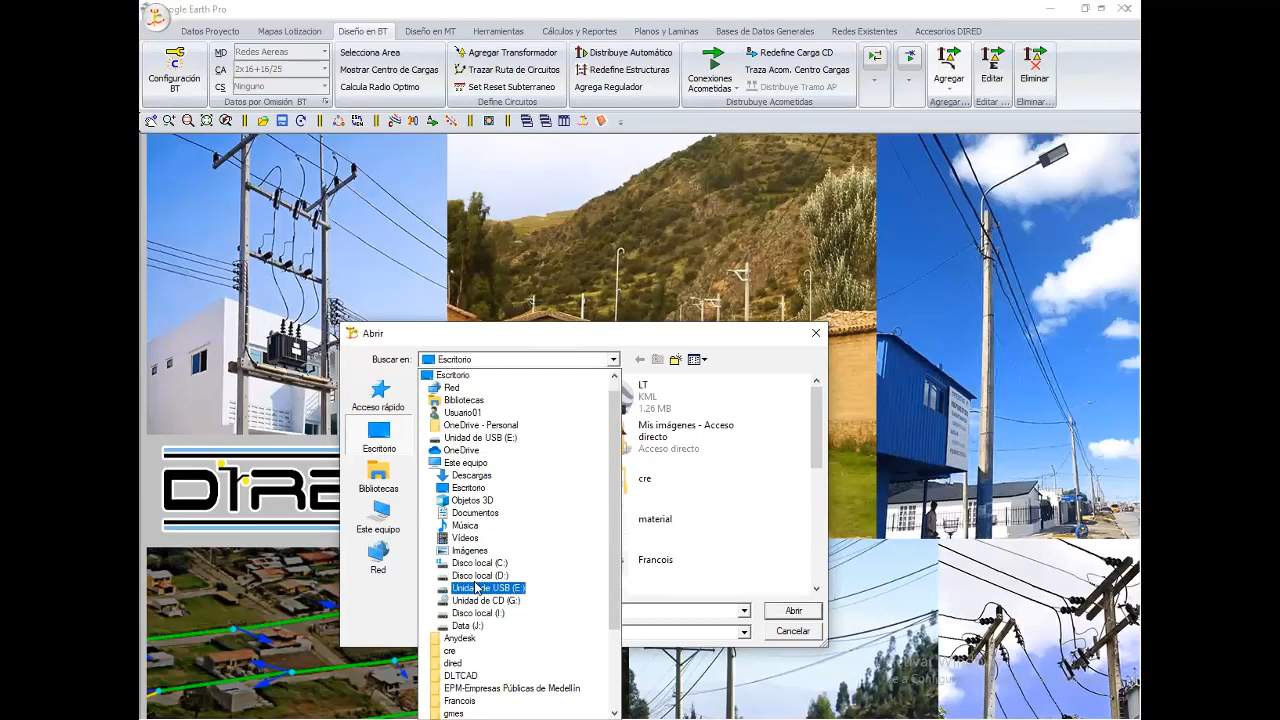 ogle Earth Pro
Datos Proyecto Mapas Lotizacion Diseño en BT Diseño en MT Herramientas Cálculos y Reportes Planos y Laminas Bases de Datos Generales Redes Existentes Accesorios DIRED
Configuración BT
MD Redes Aereas
CA 2x16+16/25
CS Ninguno
Datos por Omisión BT
Selecciona Area
Mostrar Centro de Cargas
Calcula Radio Optimo
Agregar Transformador
Trazar Ruta de Circuitos
Set Reset Subterraneo
Define Circuitos
Distribuye Automático
Redefine Estructuras
Agrega Regulador
Conexiones Acometidas
Redefine Carga CD
Traza Acom. Centro Cargas
Distribuye Tramo AP
Distrubuye Acometidas
Agregar
Agregar...
Editar
Editar ...
Eliminar
Eliminar...
DIRED
Abrir
Buscar en: Escritorio
Acceso rápido
Escritorio
Bibliotecas
Este equipo
Red
Escritorio
Red
Bibliotecas
Usuario01
OneDrive - Personal
Unidad de USB (E:)
OneDrive
Este equipo
Descargas
Escritorio
Objetos 3D
Documentos
Música
Vídeos
Imágenes
Disco local (C:)
Disco local (D:)
Unidad de USB (E:)
Unidad de CD (G:)
Disco local (I:)
Data (J:)
Anydesk
cre
dired
DLTCAD
EPM-Empresas Públicas de Medellín
Francois
gmes
LT
KML
1.26 MB
Mis imágenes - Acceso directo
Acceso directo
cre
material
Francois
Abrir
Cancelar